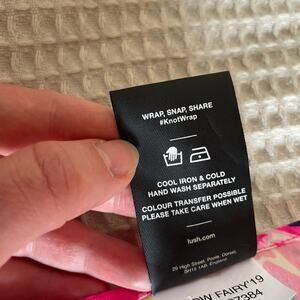 WRAP, SNAP, SHARE
#KnotWrap
COOL IRON & COLD
HAND WASH SEPARATELY
COLOUR TRANSFER POSSIBLE
PLEASE TAKE CARE WHEN WET
lush.com
29 High Street, Poole, Dorset,
BH15 1AB, England
OW FAIRY'19